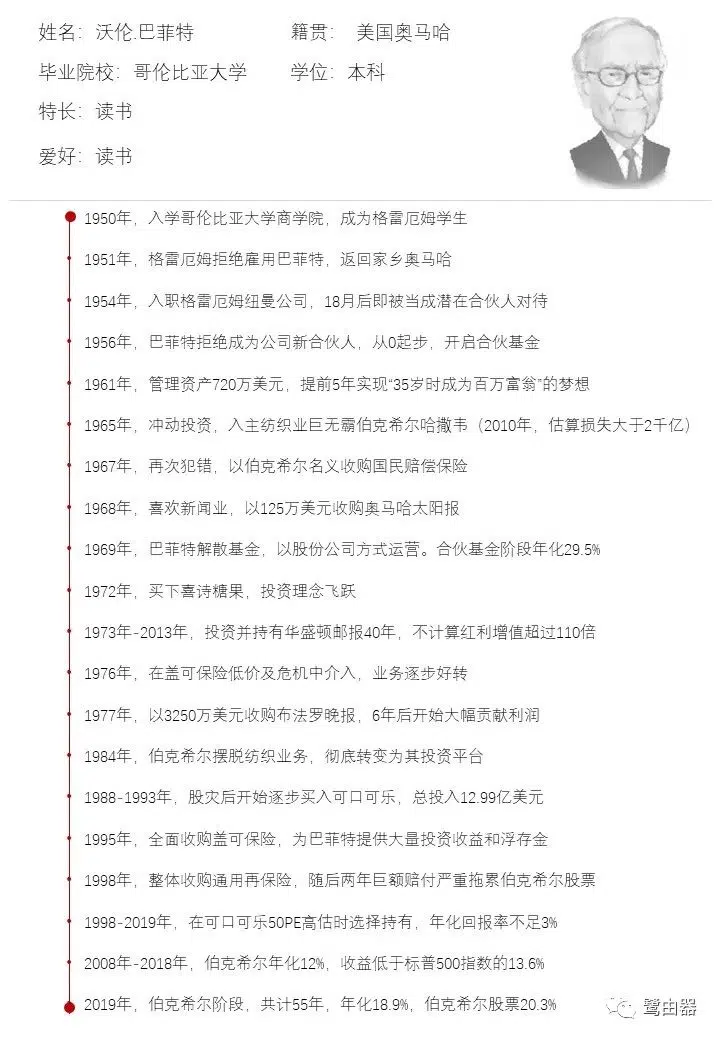 姓名：沃伦.巴菲特　籍贯：　美国奥马哈
毕业院校：哥伦比亚大学　学位：本科
特长：读书
爱好：读书
1950年，入学哥伦比亚大学商学院，成为格雷厄姆学生
1951年，格雷厄姆拒绝雇用巴菲特，返回家乡奥马哈
1954年，入职格雷厄姆纽曼公司，18月后即被当成潜在合伙人对待
1956年，巴菲特拒绝成为公司新合伙人，从0起步，开启合伙基金
1961年，管理资产720万美元，提前5年实现“35岁时成为百万富翁”的梦想
1965年，冲动投资，入主纺织业巨无霸伯克希尔哈撒韦（2010年，估算损失大于2千亿）
1967年，再次犯错，以伯克希尔名义收购国民赔偿保险
1968年，喜欢新闻业，以125万美元收购奥马哈太阳报
1969年，巴菲特解散基金，以股份公司方式运营。合伙基金阶段年化29.5%
1972年，买下喜诗糖果，投资理念飞跃
1973年-2013年，投资并持有华盛顿邮报40年，不计算红利增值超过110倍
1976年，在盖可保险低价及危机中介入，业务逐步好转
1977年，以3250万美元收购布法罗晚报，6年后开始大幅贡献利润
1984年，伯克希尔摆脱纺织业务，彻底转变为其投资平台
1988-1993年，股灾后开始逐步买入可口可乐，总投入12.99亿美元
1995年，全面收购盖可保险，为巴菲特提供大量投资收益和浮存金
1998年，整体收购通用再保险，随后两年巨额赔付严重拖累伯克希尔股票
1998-2019年，在可口可乐50PE高估时选择持有，年化回报率不足3%
2008年-2018年，伯克希尔年化12%，收益低于标普500指数的13.6%
2019年，伯克希尔阶段，共计55年，年化18.9%，伯克希尔股票20.3%
鹭由器